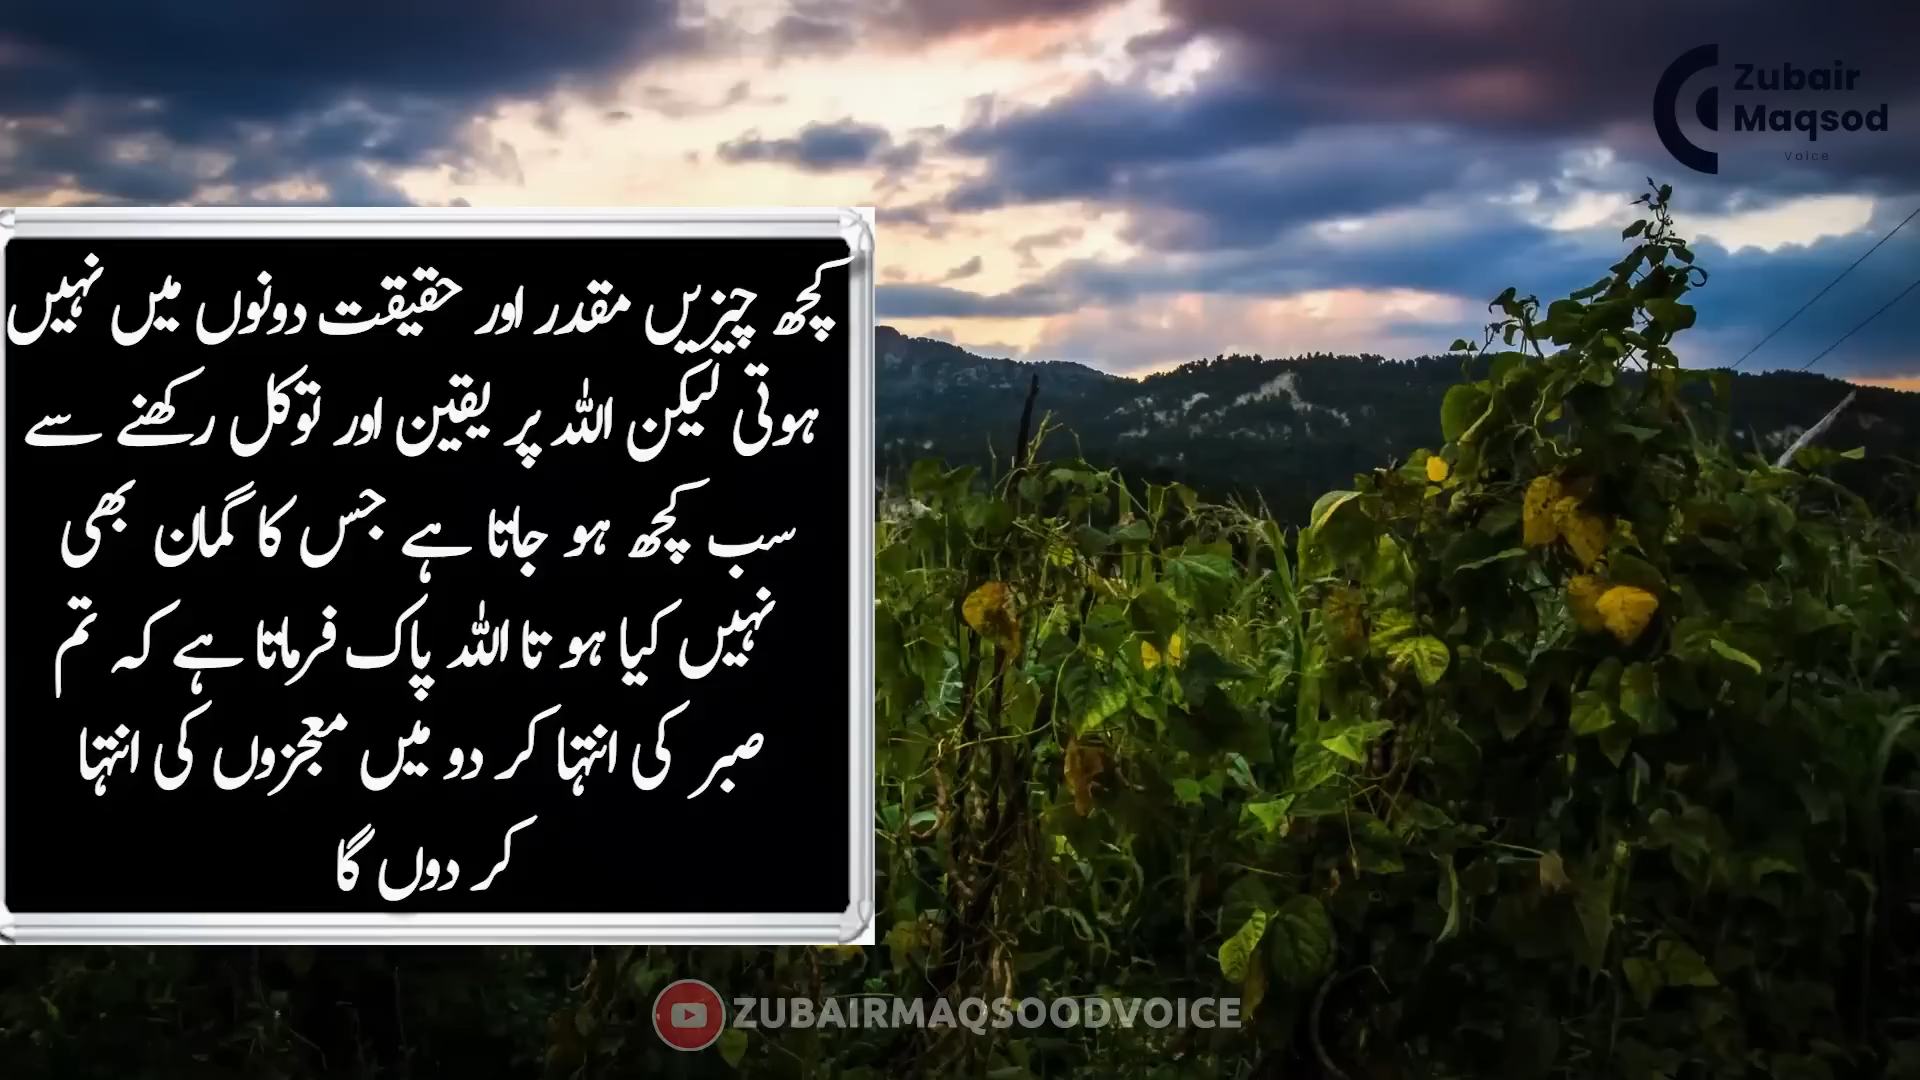 Zubair
Maqsod
Voice
کچھ چیزیں مقدر اور حقیقت دونوں میں نہیں
ہوتی لیکن اللہ پر یقین اور توکل رکھنے سے
سب کچھ ہو جاتا ہے جس کا گمان بھی
نہیں کیا ہو تا اللہ پاک فرماتا ہے کہ تم
صبر کی انتہا کر دو میں معجزوں کی انتہا
کر دوں گا
ZUBAIRMAQSOODVOICE